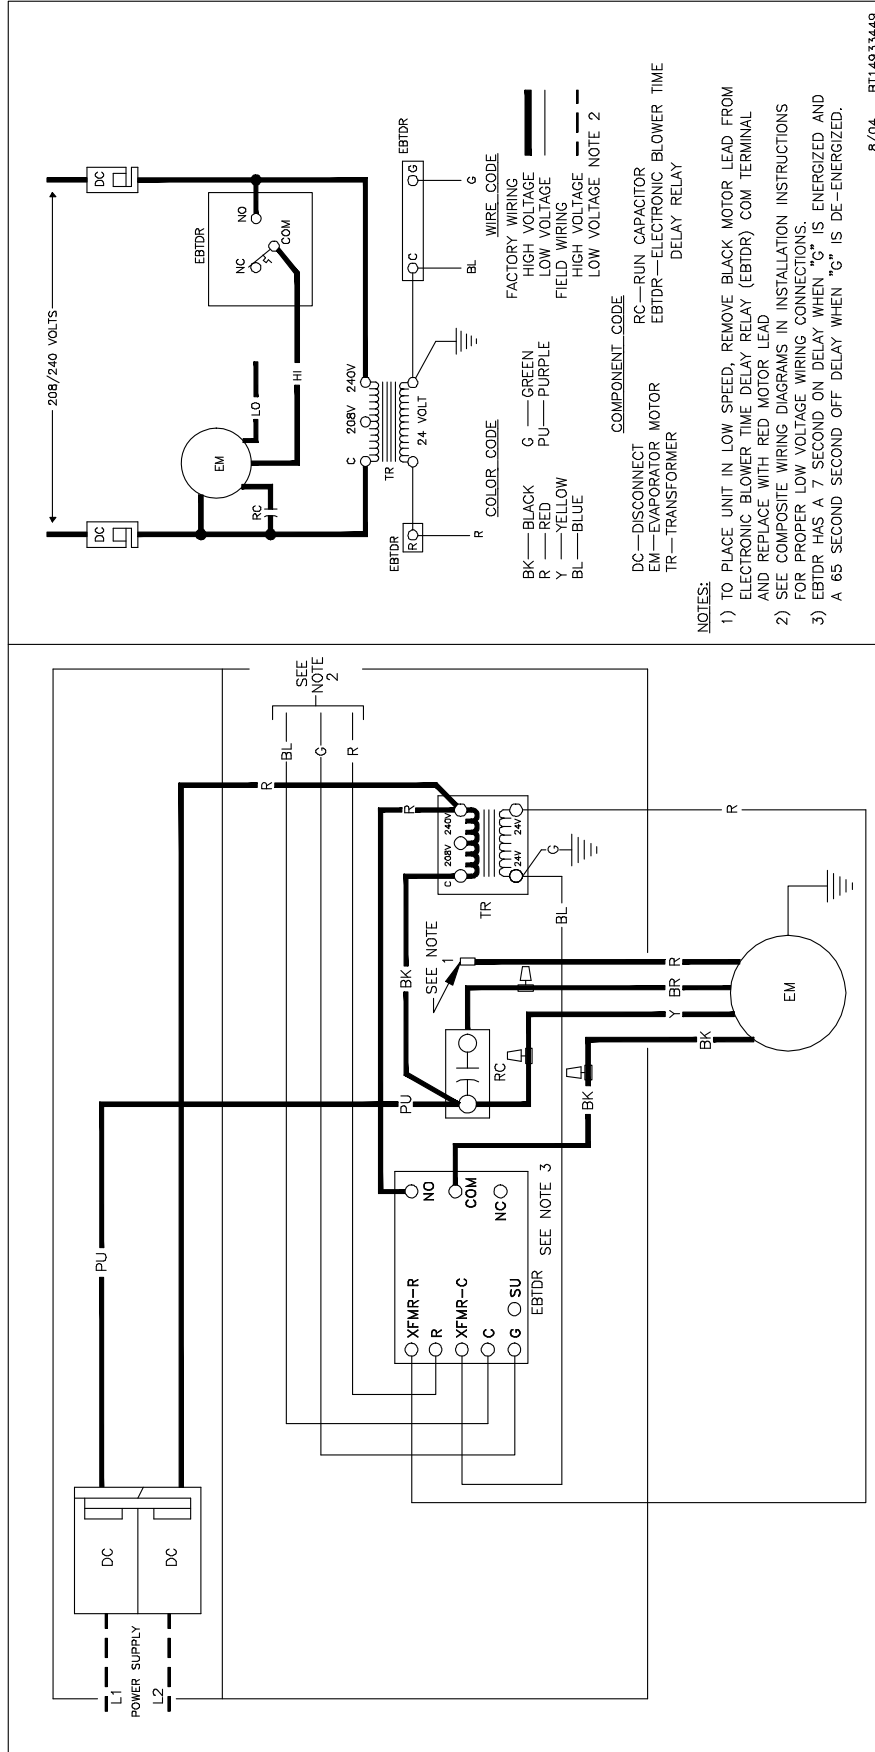 L1
POWER SUPPLY
L2
DC
DC
PU
PU
R
SEE
NOTE
2
BL
G
R
XFMR-R
R
XFMR-C
C
G
SU
NO
COM
NC
EBTDR
SEE NOTE 3
BK
SEE NOTE
1
RC
R
C
208V
240V
24V
24V
TR
G
BL
R
BK
BK
Y
BR
R
EM
208/240 VOLTS
DC
DC
RC
EM
LO
HI
EBTDR
NC
NO
COM
C
208V
240V
TR
24 VOLT
EBTDR
R
R
EBTDR
C
G
BL
G
COLOR CODE
BK—BLACK
G —GREEN
R —RED
PU—PURPLE
Y —YELLOW
BL—BLUE
WIRE CODE
FACTORY WIRING
HIGH VOLTAGE
LOW VOLTAGE
FIELD WIRING
HIGH VOLTAGE
LOW VOLTAGE NOTE 2
COMPONENT CODE
DC—DISCONNECT
RC—RUN CAPACITOR
EM—EVAPORATOR MOTOR
EBTDR—ELECTRONIC BLOWER TIME
DELAY RELAY
TR—TRANSFORMER
NOTES:
1) TO PLACE UNIT IN LOW SPEED, REMOVE BLACK MOTOR LEAD FROM
ELECTRONIC BLOWER TIME DELAY RELAY (EBTDR) COM TERMINAL
AND REPLACE WITH RED MOTOR LEAD
2) SEE COMPOSITE WIRING DIAGRAMS IN INSTALLATION INSTRUCTIONS
FOR PROPER LOW VOLTAGE WIRING CONNECTIONS.
3) EBTDR HAS A 7 SECOND ON DELAY WHEN "G" IS ENERGIZED AND
A 65 SECOND SECOND OFF DELAY WHEN "G" IS DE-ENERGIZED.
8/04